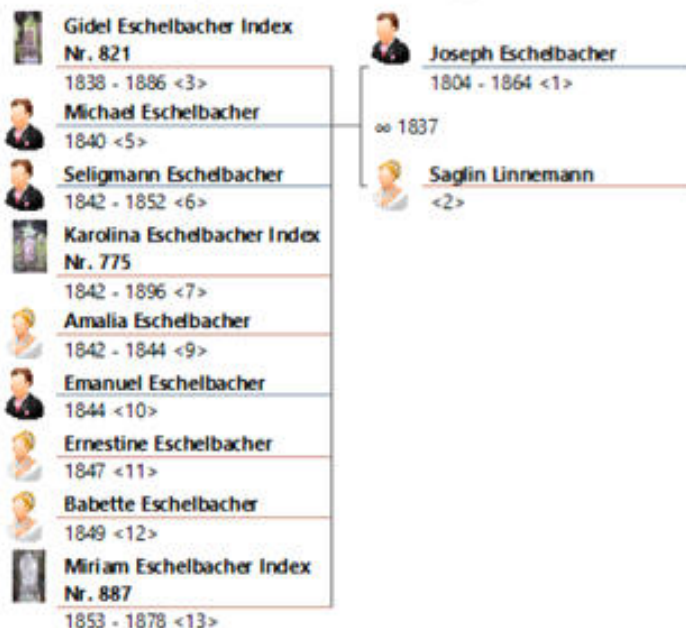 Gidel Eschelbacher Index
Nr. 821
1838 - 1886 <3>
Michael Eschelbacher
1840 <5>
Seligmann Eschelbacher
1842 - 1852 <6>
Karolina Eschelbacher Index
Nr. 775
1842 - 1896 <7>
Amalia Eschelbacher
1842 - 1844 <9>
Emanuel Eschelbacher
1844 <10>
Ernestine Eschelbacher
1847 <11>
Babette Eschelbacher
1849 <12>
Miriam Eschelbacher Index
Nr. 887
1853 - 1878 <13>
Joseph Eschelbacher
1804 - 1864 <1>
∞ 1837
Saglin Linnemann
<2>